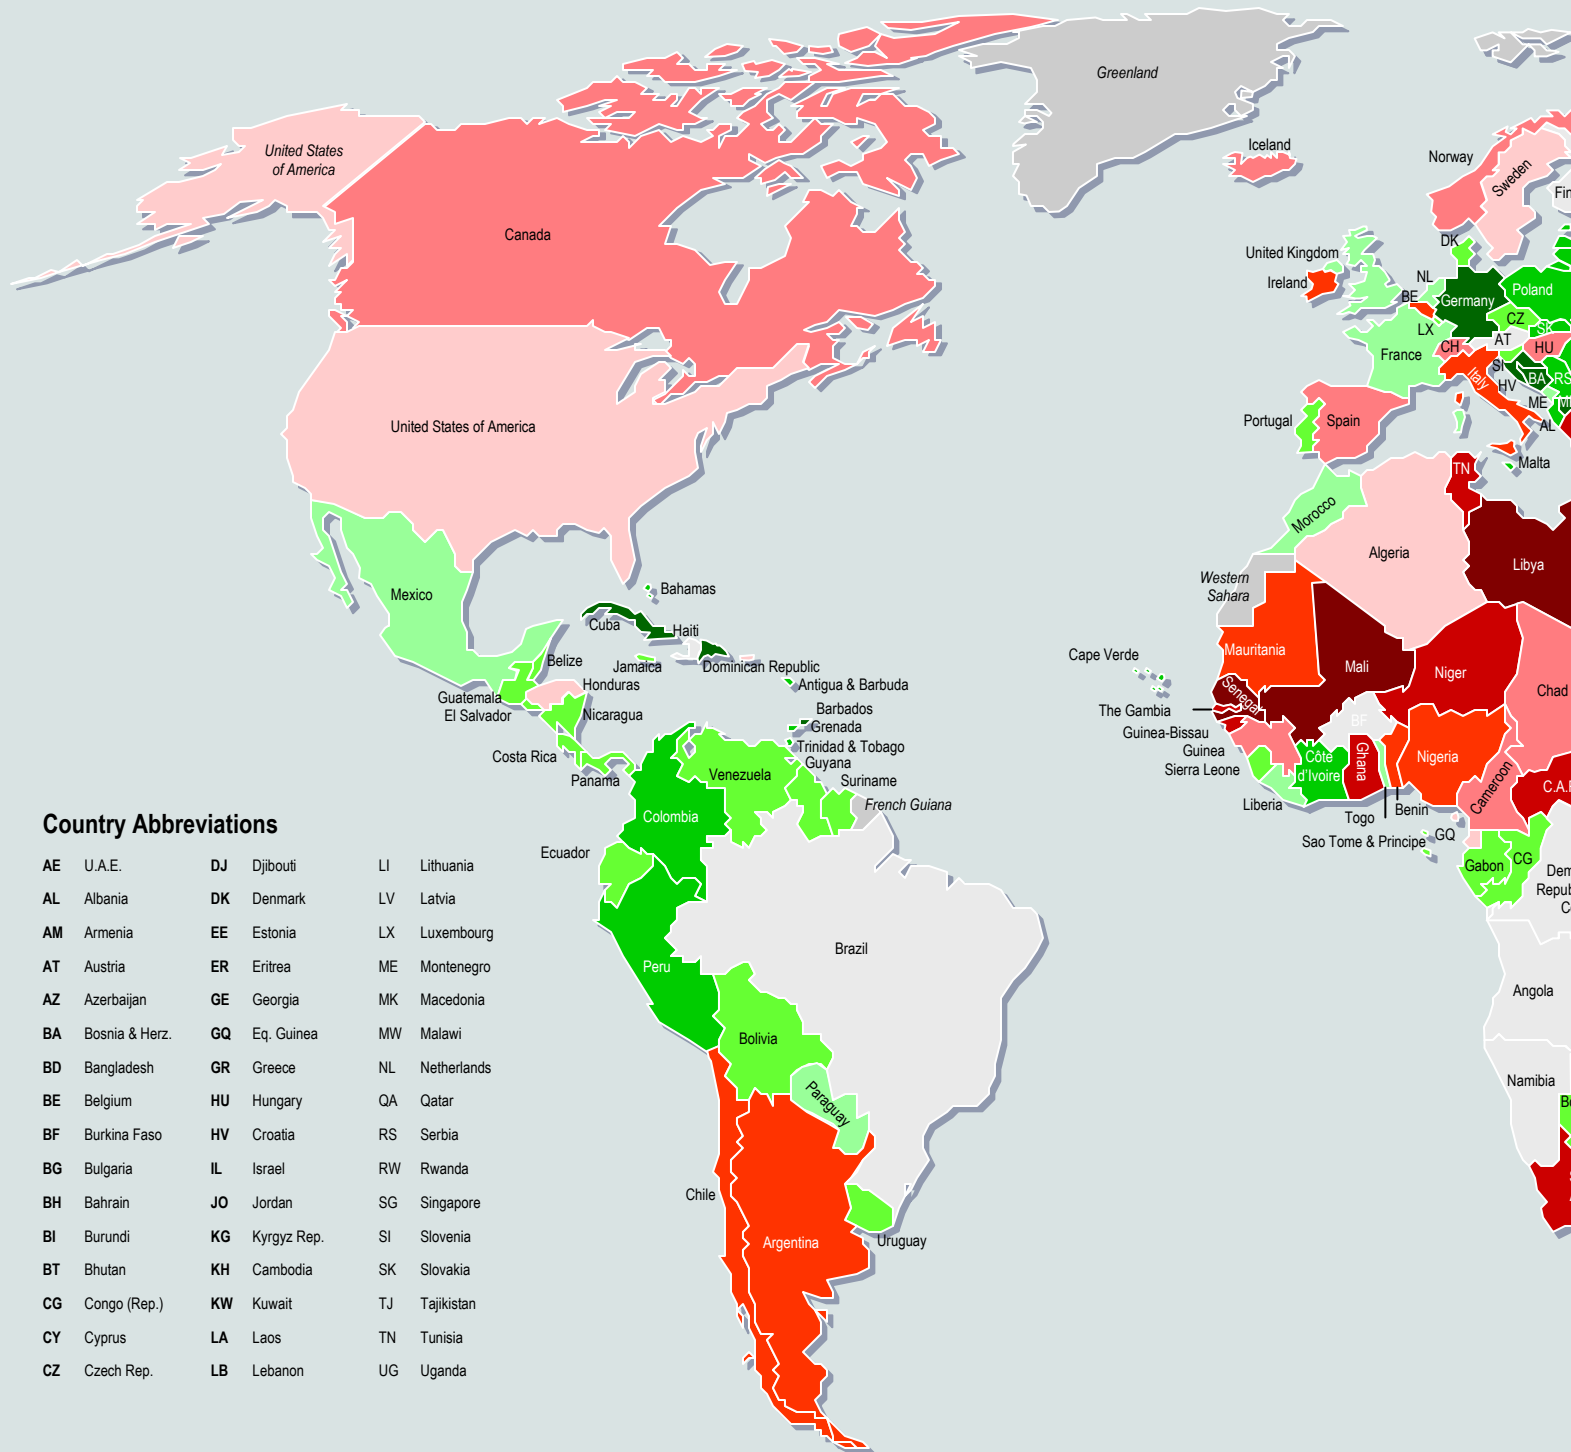 Greenland
United States
of America
Iceland
Norway
Sweden
Fin
Canada
DK
United Kingdom
Ireland
NL
BE
Germany
Poland
LX
CZ
SK
AT
CH
HU
France
SI
HV
BA
RS
Italy
ME
M
AL
Portugal
Spain
Malta
United States of America
TN
Morocco
Algeria
Libya
Western
Sahara
Mexico
Bahamas
Cuba
Haiti
Belize
Jamaica
Dominican Republic
Mauritania
Cape Verde
Mali
Niger
Chad
Guatemala
Honduras
Antigua & Barbuda
El Salvador
Nicaragua
Barbados
Grenada
Senegal
The Gambia
BF
Guinea-Bissau
Costa Rica
Trinidad & Tobago
Guinea
Panama
Venezuela
Guyana
Sierra Leone
Côte
d'Ivoire
Ghana
Nigeria
Suriname
French Guiana
Liberia
Cameroon
C.A.R
Colombia
Togo
Benin
Sao Tome & Principe
GQ
Ecuador
Gabon
CG
Dem
Repub
Co
Brazil
Peru
Angola
Bolivia
Namibia
Paraguay
Bo
Chile
Argentina
Uruguay
Country Abbreviations
AE U.A.E. DJ Djibouti LI Lithuania
AL Albania DK Denmark LV Latvia
AM Armenia EE Estonia LX Luxembourg
AT Austria ER Eritrea ME Montenegro
AZ Azerbaijan GE Georgia MK Macedonia
BA Bosnia & Herz. GQ Eq. Guinea MW Malawi
BD Bangladesh GR Greece NL Netherlands
BE Belgium HU Hungary QA Qatar
BF Burkina Faso HV Croatia RS Serbia
BG Bulgaria IL Israel RW Rwanda
BH Bahrain JO Jordan SG Singapore
BI Burundi KG Kyrgyz Rep. SI Slovenia
BT Bhutan KH Cambodia SK Slovakia
CG Congo (Rep.) KW Kuwait TJ Tajikistan
CY Cyprus LA Laos TN Tunisia
CZ Czech Rep. LB Lebanon UG Uganda